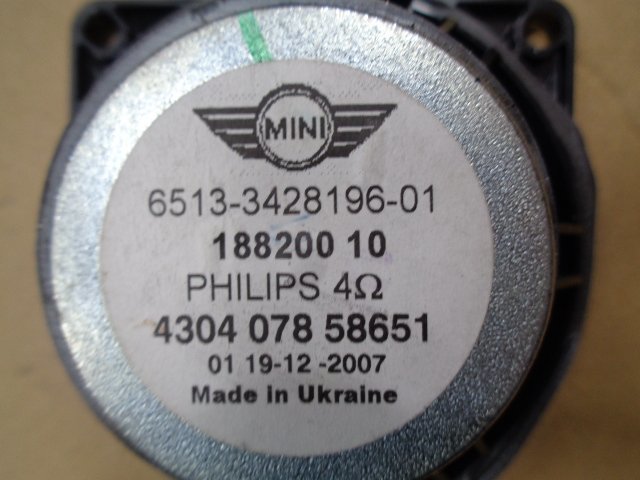 MINI
6513-3428196-01
188200 10
PHILIPS 4Ω
4304 078 58651
01 19-12 -2007
Made in Ukraine